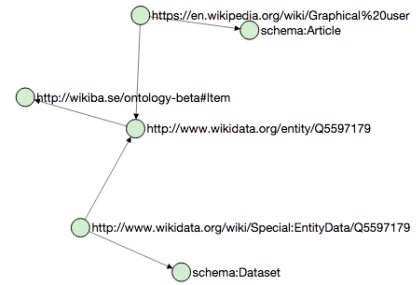 https://en.wikipedia.org/wiki/Graphical%20user
schema:Article
http://wikiba.se/ontology-beta#Item
http://www.wikidata.org/entity/Q5597179
http://www.wikidata.org/wiki/Special:EntityData/Q5597179
schema:Dataset